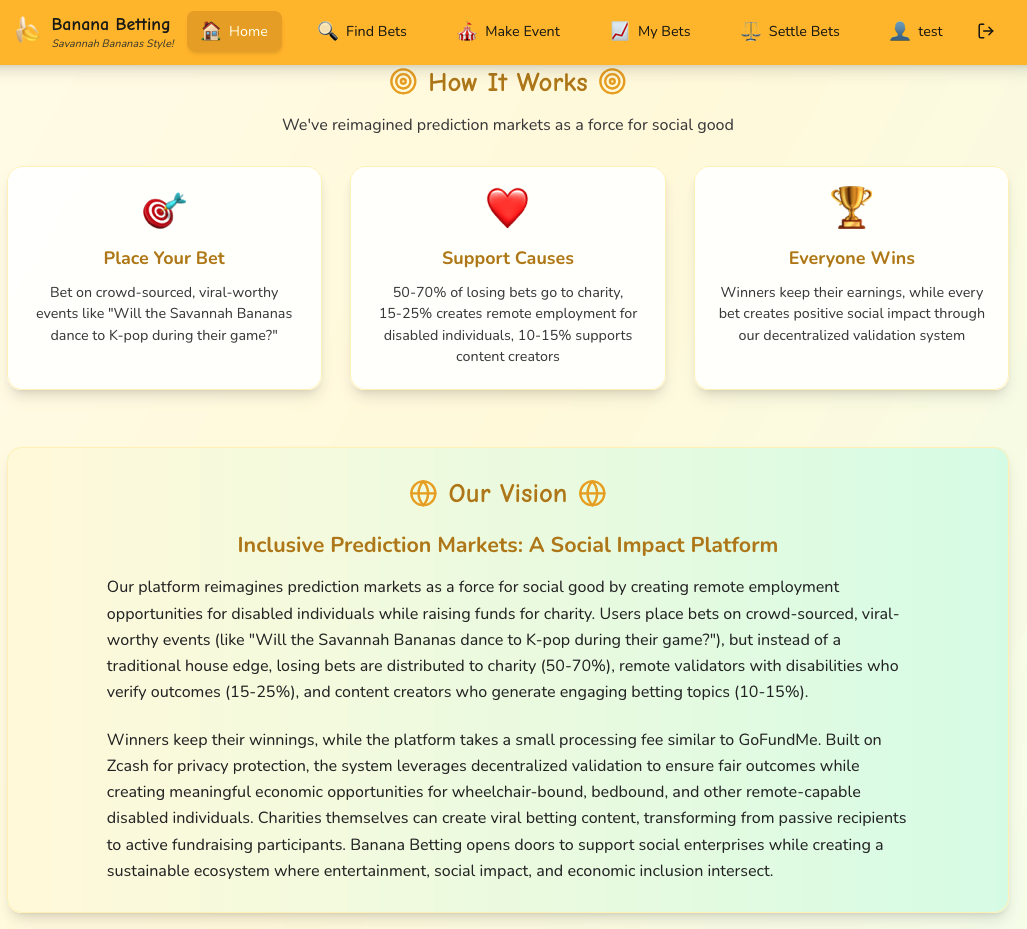 Banana Betting
Savannah Bananas Style!
Home
Find Bets
Make Event
My Bets
Settle Bets
test
How It Works
We've reimagined prediction markets as a force for social good
Place Your Bet
Bet on crowd-sourced, viral-worthy
events like "Will the Savannah Bananas
dance to K-pop during their game?"
Support Causes
50-70% of losing bets go to charity,
15-25% creates remote employment for
disabled individuals, 10-15% supports
content creators
Everyone Wins
Winners keep their earnings, while every
bet creates positive social impact through
our decentralized validation system
Our Vision
Inclusive Prediction Markets: A Social Impact Platform
Our platform reimagines prediction markets as a force for social good by creating remote employment
opportunities for disabled individuals while raising funds for charity. Users place bets on crowd-sourced, viral-
worthy events (like "Will the Savannah Bananas dance to K-pop during their game?"), but instead of a
traditional house edge, losing bets are distributed to charity (50-70%), remote validators with disabilities who
verify outcomes (15-25%), and content creators who generate engaging betting topics (10-15%).
Winners keep their winnings, while the platform takes a small processing fee similar to GoFundMe. Built on
Zcash for privacy protection, the system leverages decentralized validation to ensure fair outcomes while
creating meaningful economic opportunities for wheelchair-bound, bedbound, and other remote-capable
disabled individuals. Charities themselves can create viral betting content, transforming from passive recipients
to active fundraising participants. Banana Betting opens doors to support social enterprises while creating a
sustainable ecosystem where entertainment, social impact, and economic inclusion intersect.